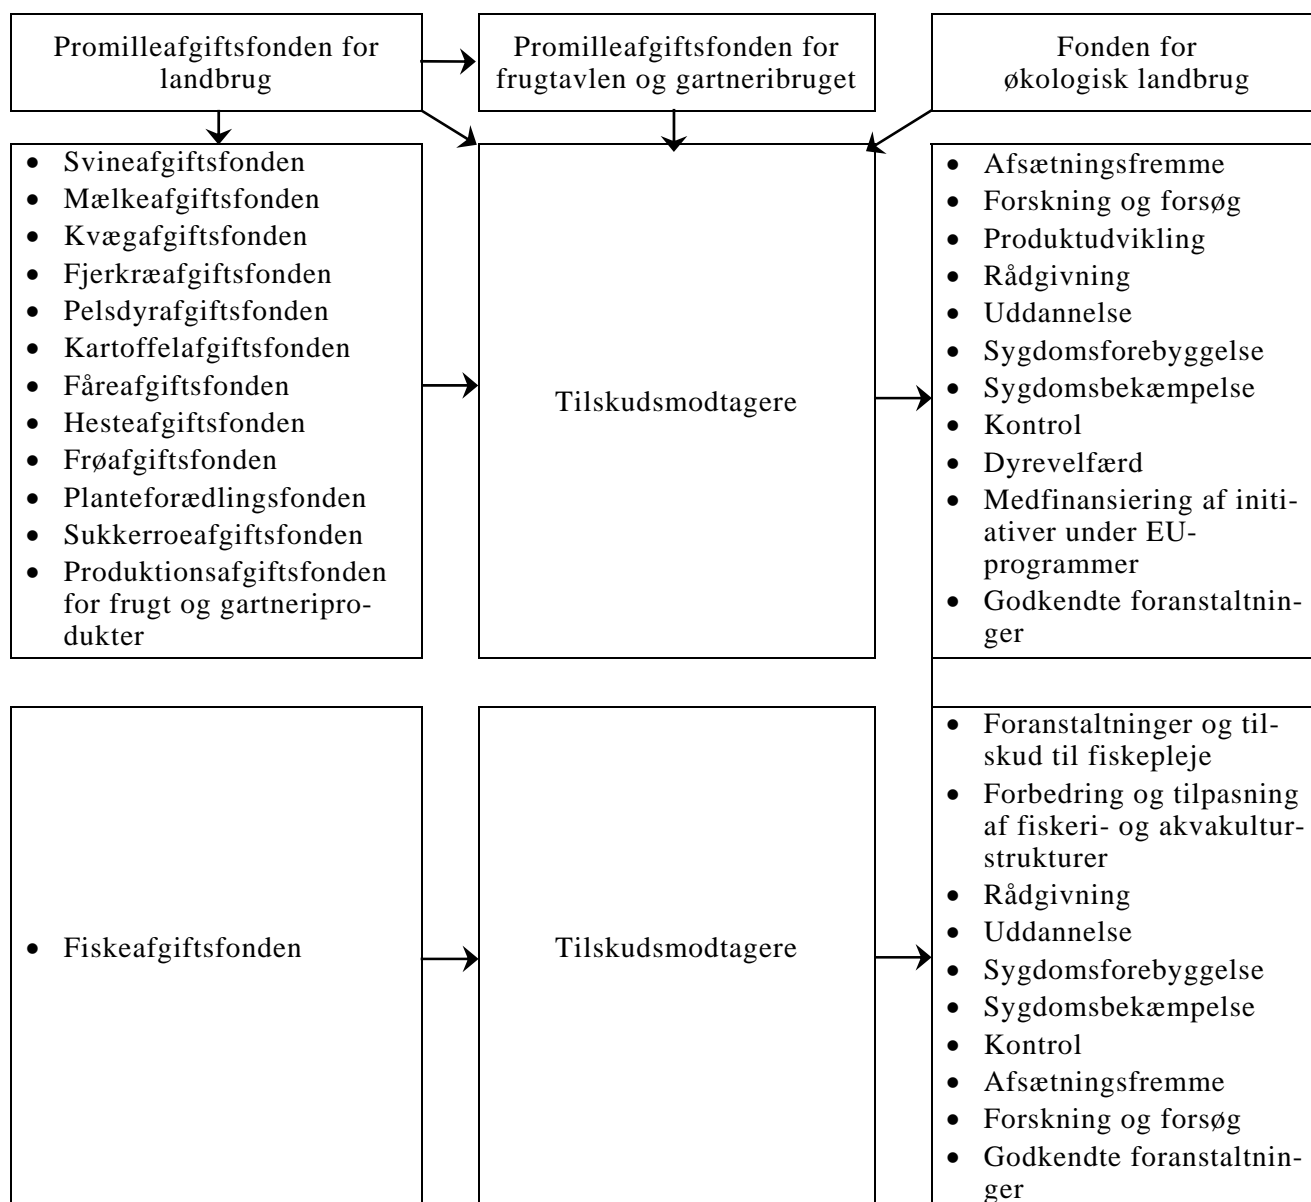 Promilleafgiftsfonden for
landbrug
Promilleafgiftsfonden for
frugtavlen og gartneribruget
Fonden for
økologisk landbrug
• Svineafgiftsfonden
• Mælkeafgiftsfonden
• Kvægafgiftsfonden
• Fjerkræafgiftsfonden
• Pelsdyrafgiftsfonden
• Kartoffelafgiftsfonden
• Fåreafgiftsfonden
• Hesteafgiftsfonden
• Frøafgiftsfonden
• Planteforædlingsfonden
• Sukkerroeafgiftsfonden
• Produktionsafgiftsfonden
for frugt og gartneripro-
dukter
Tilskudsmodtagere
• Afsætningsfremme
• Forskning og forsøg
• Produktudvikling
• Rådgivning
• Uddannelse
• Sygdomsforebyggelse
• Sygdomsbekæmpelse
• Kontrol
• Dyrevelfærd
• Medfinansiering af initi-
ativer under EU-
programmer
• Godkendte foranstaltnin-
ger
• Fiskeafgiftsfonden
Tilskudsmodtagere
• Foranstaltninger og til-
skud til fiskepleje
• Forbedring og tilpasning
af fiskeri- og akvakultur-
strukturer
• Rådgivning
• Uddannelse
• Sygdomsforebyggelse
• Sygdomsbekæmpelse
• Kontrol
• Afsætningsfremme
• Forskning og forsøg
• Godkendte foranstaltnin-
ger